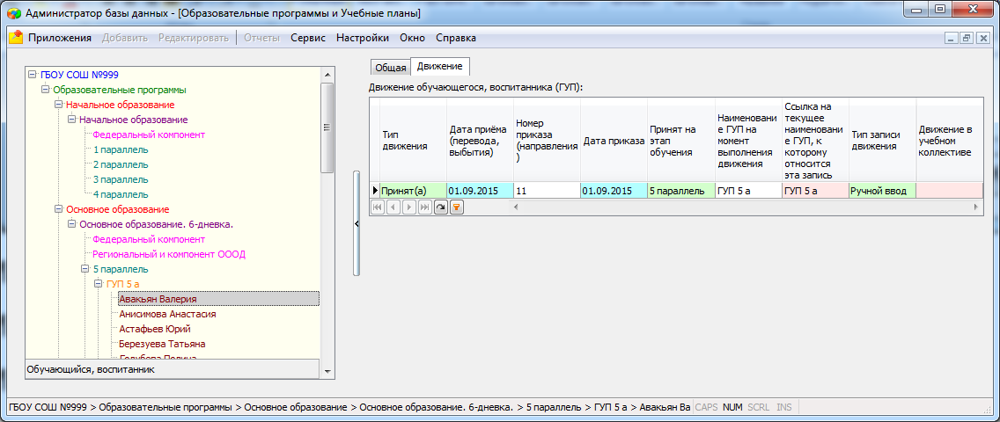 Администратор базы данных - [Образовательные программы и Учебные планы]
Приложения Добавить Редактировать Отчеты Сервис Настройки Окно Справка
ГБОУ СОШ №999
Образовательные программы
Начальное образование
Начальное образование
Федеральный компонент
1 параллель
2 параллель
3 параллель
4 параллель
Основное образование
Основное образование. 6-дневка.
Федеральный компонент
Региональный и компонент ОООД
5 параллель
ГУП 5 а
Авакьян Валерия
Анисимова Анастасия
Астафьев Юрий
Березуева Татьяна
Голубева Полина
Обучающийся, воспитанник
Общая Движение
Движение обучающегося, воспитанника (ГУП):
Тип
движения
Дата приёма
(перевода,
выбытия)
Номер
приказа
(направления
)
Дата приказа
Принят на
этап
обучения
Наименовани
е ГУП на
момент
выполнения
движения
Ссылка на
текущее
наименовани
е ГУП, к
которому
относится
эта запись
Тип записи
движения
Движение в
учебном
коллективе
Принят(а) 01.09.2015 11 01.09.2015 5 параллель ГУП 5 а ГУП 5 а Ручной ввод
ГБОУ СОШ №999 > Образовательные программы > Основное образование > Основное образование. 6-дневка. > 5 параллель > ГУП 5 а > Авакьян Ва CAPS NUM SCRL INS